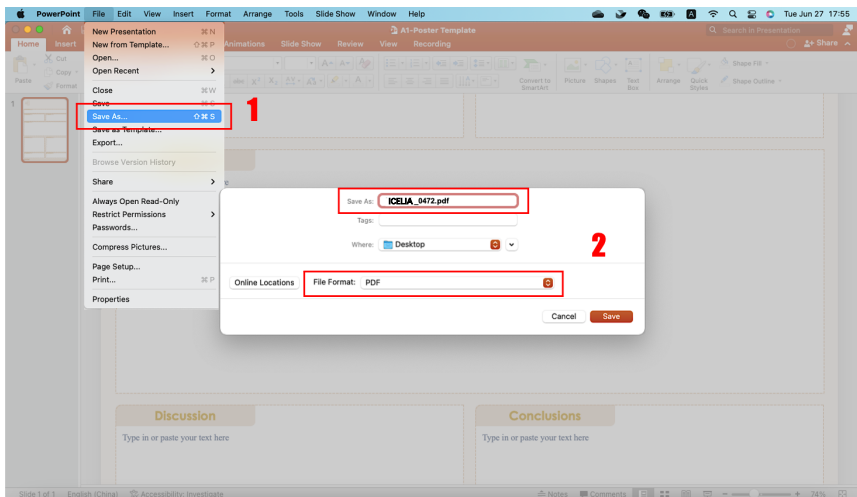 PowerPoint File Edit View Insert Format Arrange Tools Slide Show Window Help
A Tue Jun 27 17:55
A1-Poster Template
Search in Presentation
Home Insert
Animations Slide Show Review View Recording
Share
New Presentation ⌘ N
New from Template... ⇧ ⌘ P
Open... ⌘ O
Open Recent >
Close ⌘ W
Save ⌘ S
Save As... ⇧ ⌘ S
Save as Template...
Export...
Browse Version History
Share >
Always Open Read-Only
Restrict Permissions >
Passwords...
Compress Pictures...
Page Setup...
Print... ⌘ P
Properties
Paste
Cut
Copy
Format
Convert to SmartArt
Picture
Shapes
Text Box
Arrange
Quick Styles
Shape Fill
Shape Outline
1
1
Save As: ICELIA_0472.pdf
Tags:
Where: Desktop
2
Online Locations File Format: PDF
Cancel Save
Discussion
Type in or paste your text here
Conclusions
Type in or paste your text here
Slide 1 of 1 English (China) Accessibility: Investigate
Notes Comments 74%